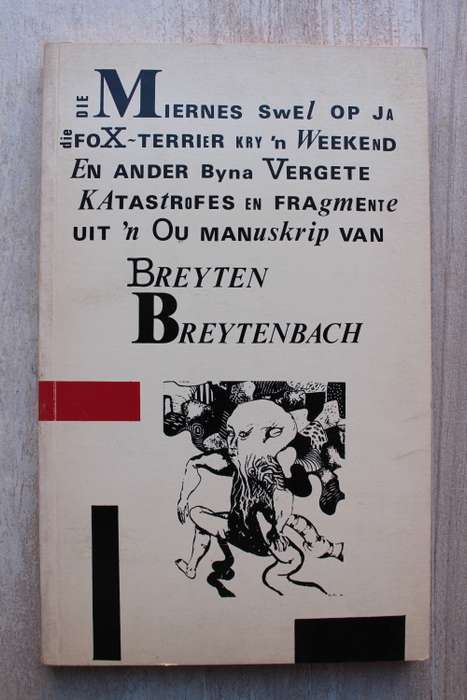 DIE MIERNES SWEl OP JA
die FOX-TERRIER KRY 'n WEEKEND
En ANDER Byna VERGETE
KATAStROFES EN FRAgmENTe
UIT 'n OU MANuskrip VAN
BREYTEN
BREYTENBACH